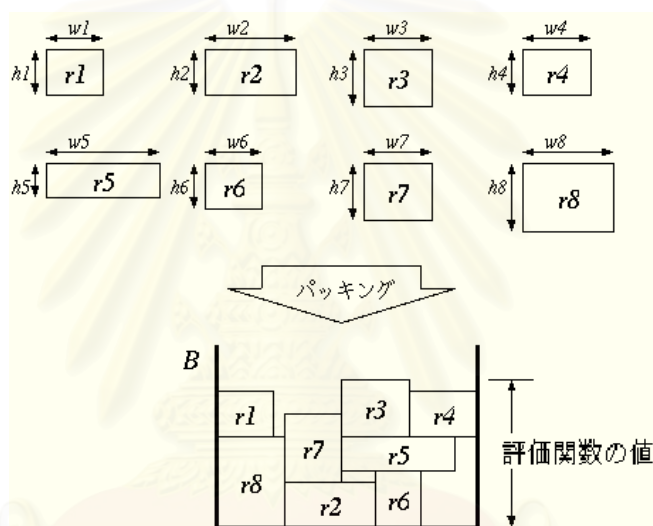 w1 w2 w3 w4
h1 r1 h2 r2 h3 r3 h4 r4
w5 w6 w7 w8
h5 r5 h6 r6 h7 r7 h8 r8
パッキング
B
r1 r3 r4
r7 r5 評価関数の値
r8 r2 r6